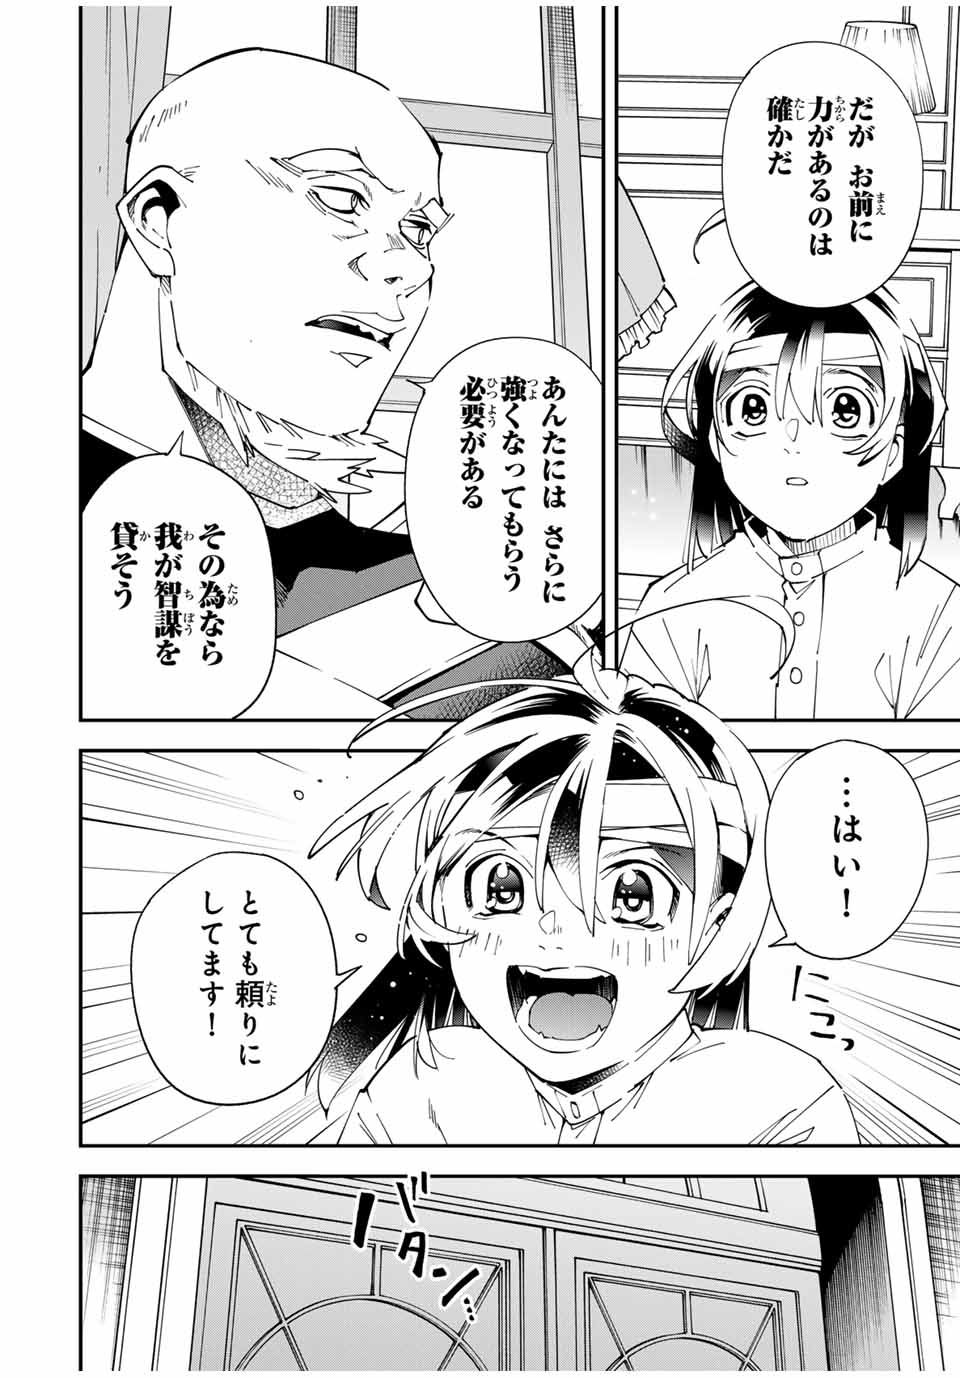 だが お前に
力があるのは
確かだ
あんたには さらに
強くなってもらう
必要がある
その為なら
我が智謀を
貸そう
…はい！
にこっ
とても頼りに
してます！
バターン…